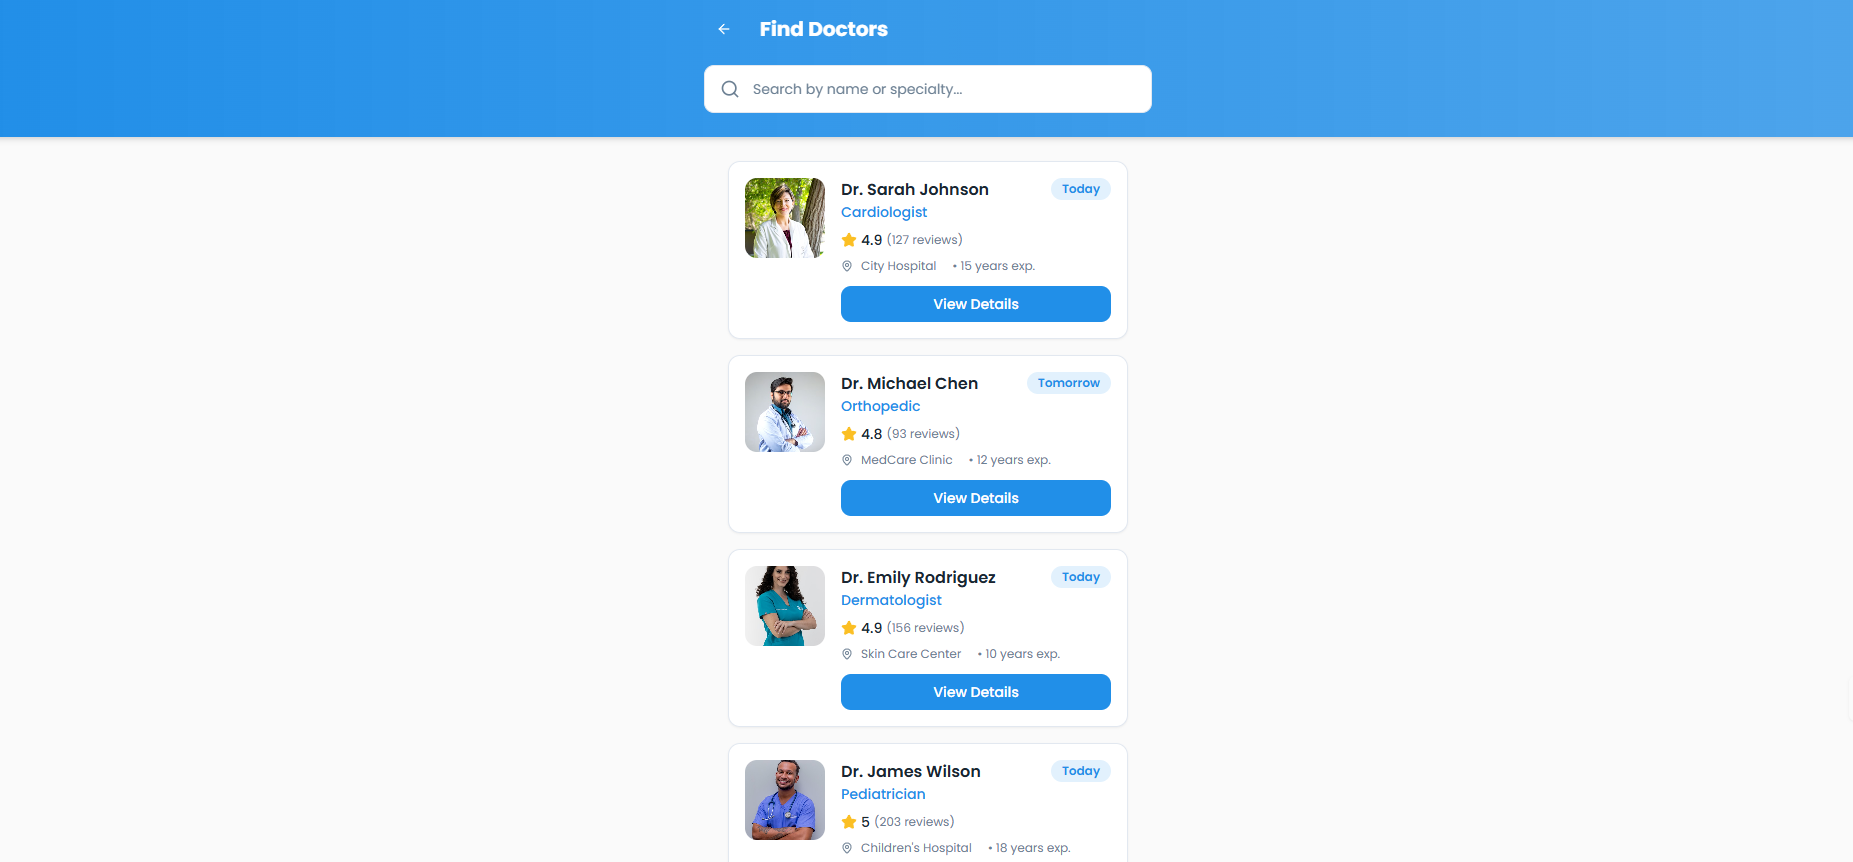 Find Doctors
Search by name or specialty...
Dr. Sarah Johnson Today
Cardiologist
4.9 (127 reviews)
City Hospital • 15 years exp.
View Details
Dr. Michael Chen Tomorrow
Orthopedic
4.8 (93 reviews)
MedCare Clinic • 12 years exp.
View Details
Dr. Emily Rodriguez Today
Dermatologist
4.9 (156 reviews)
Skin Care Center • 10 years exp.
View Details
Dr. James Wilson Today
Pediatrician
5 (203 reviews)
Children's Hospital • 18 years exp.